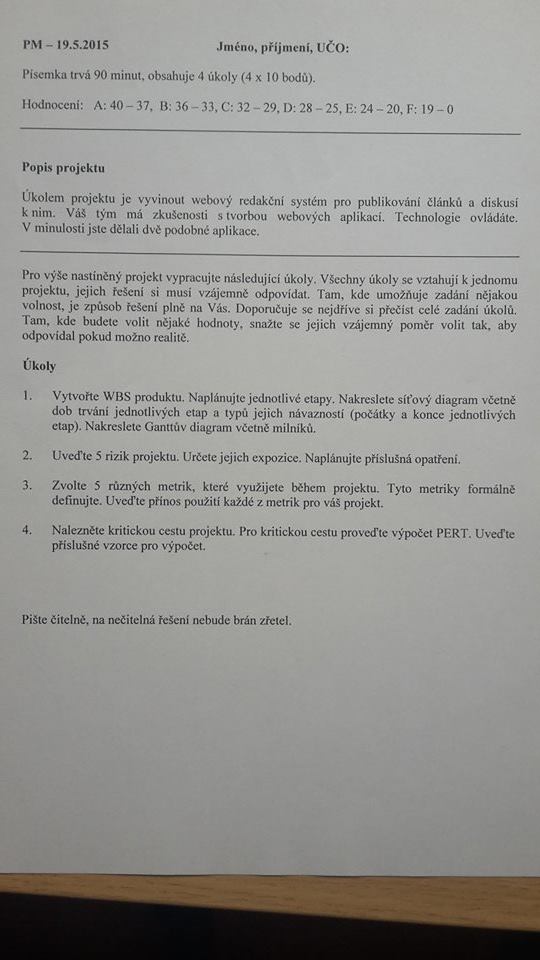 PM – 19.5.2015 Jméno, příjmení, UČO:
Písemka trvá 90 minut, obsahuje 4 úkoly (4 x 10 bodů).
Hodnocení: A: 40 – 37, B: 36 – 33, C: 32 – 29, D: 28 – 25, E: 24 – 20, F: 19 – 0
Popis projektu
Úkolem projektu je vyvinout webový redakční systém pro publikování článků a diskusí
k nim. Váš tým má zkušenosti s tvorbou webových aplikací. Technologie ovládáte.
V minulosti jste dělali dvě podobné aplikace.
Pro výše nastíněný projekt vypracujte následující úkoly. Všechny úkoly se vztahují k jednomu
projektu, jejich řešení si musí vzájemně odpovídat. Tam, kde umožňuje zadání nějakou
volnost, je způsob řešení plně na Vás. Doporučuje se nejdříve si přečíst celé zadání úkolů.
Tam, kde budete volit nějaké hodnoty, snažte se jejich vzájemný poměr volit tak, aby
odpovídal pokud možno realitě.
Úkoly
1. Vytvořte WBS produktu. Naplánujte jednotlivé etapy. Nakreslete síťový diagram včetně
dob trvání jednotlivých etap a typů jejich návazností (počátky a konce jednotlivých
etap). Nakreslete Ganttův diagram včetně milníků.
2. Uveďte 5 rizik projektu. Určete jejich expozice. Naplánujte příslušná opatření.
3. Zvolte 5 různých metrik, které využijete během projektu. Tyto metriky formálně
definujte. Uveďte přínos použití každé z metrik pro váš projekt.
4. Nalezněte kritickou cestu projektu. Pro kritickou cestu proveďte výpočet PERT. Uveďte
příslušné vzorce pro výpočet.
Pište čitelně, na nečitelná řešení nebude brán zřetel.